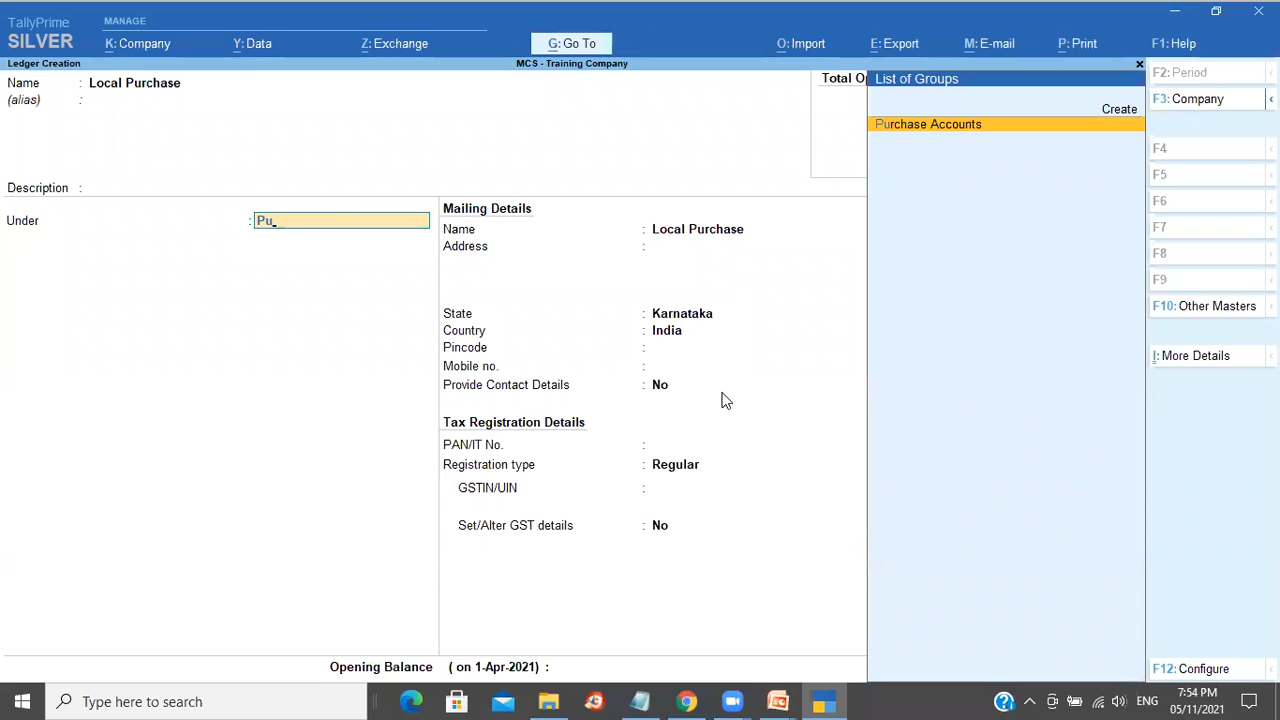 TallyPrime
SILVER
MANAGE
K: Company
Y: Data
Z: Exchange
G: Go To
O: Import
E: Export
M: E-mail
P: Print
F1: Help
Ledger Creation
MCS - Training Company
×
Name : Local Purchase
(alias) :
Total Op
Description :
Under : Pu
Mailing Details
Name : Local Purchase
Address :
State : Karnataka
Country : India
Pincode :
Mobile no. :
Provide Contact Details : No
Tax Registration Details
PAN/IT No. :
Registration type : Regular
GSTIN/UIN :
Set/Alter GST details : No
Opening Balance ( on 1-Apr-2021) :
List of Groups
Create
Purchase Accounts
F2: Period
F3: Company
F4
F5
F6
F7
F8
F9
F10: Other Masters
I: More Details
F12: Configure
Type here to search
ENG
7:54 PM
05/11/2021